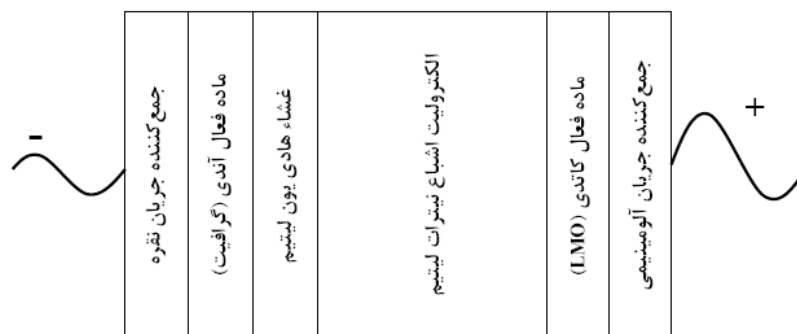 -
جمع‌کننده جریان نقره
ماده فعال آندی (گرافیت)
غشاء هادی یون لیتیم
الکترولیت اشباع نیترات لیتیم
ماده فعال کاتدی (LMO)
جمع‌کننده جریان آلومینیمی
+